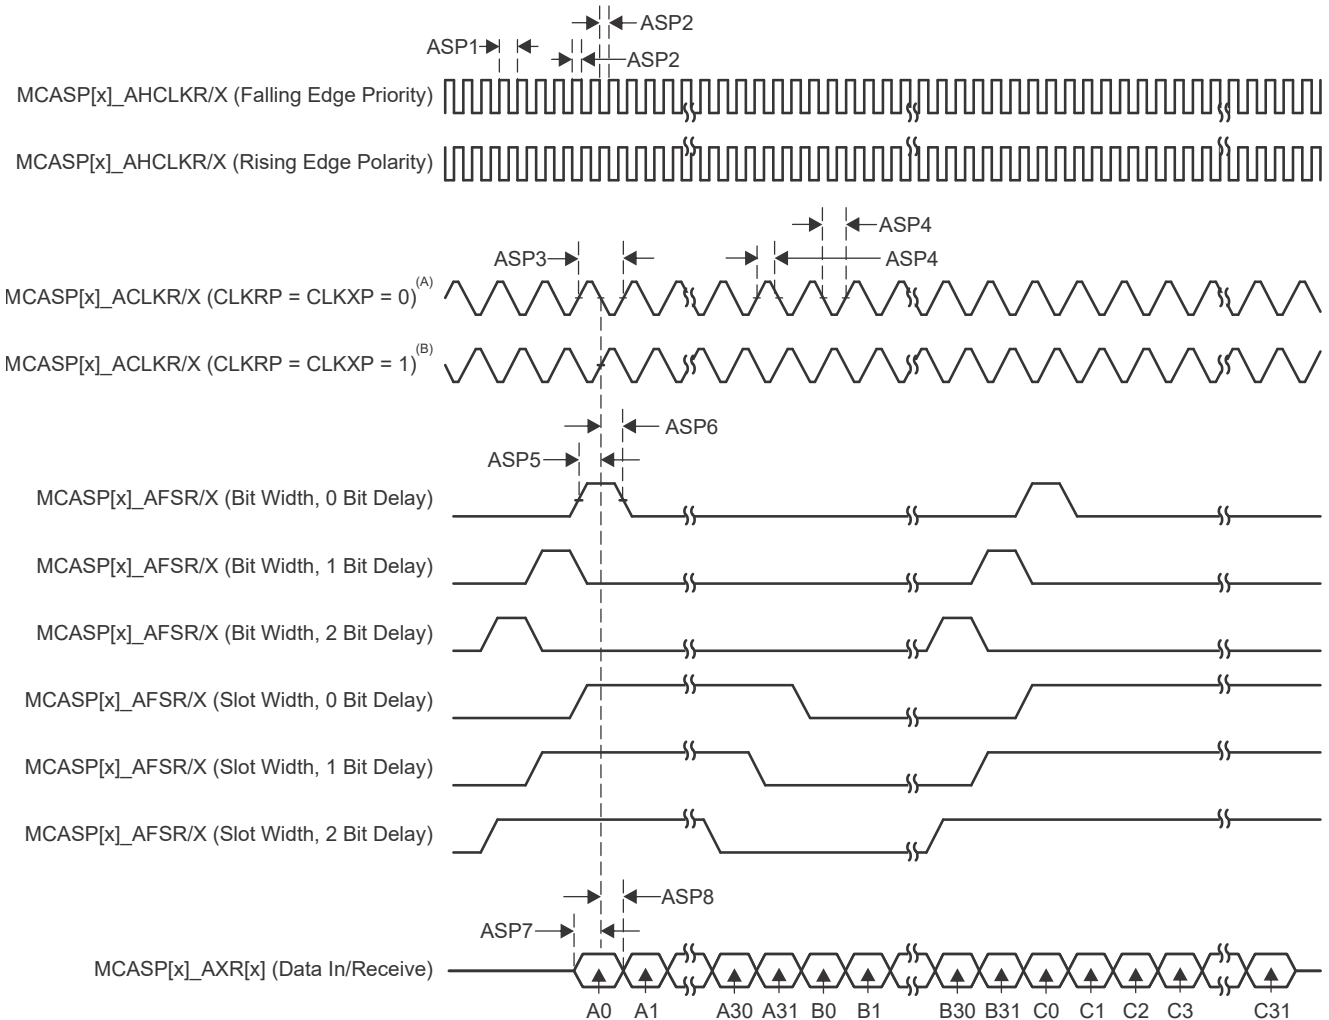 ASP2
ASP1
ASP2
MCASP[x]_AHCLKR/X (Falling Edge Priority)
MCASP[x]_AHCLKR/X (Rising Edge Polarity)
ASP4
ASP3
ASP4
MCASP[x]_ACLKR/X (CLKRP = CLKXP = 0)(A)
MCASP[x]_ACLKR/X (CLKRP = CLKXP = 1)(B)
ASP6
ASP5
MCASP[x]_AFSR/X (Bit Width, 0 Bit Delay)
MCASP[x]_AFSR/X (Bit Width, 1 Bit Delay)
MCASP[x]_AFSR/X (Bit Width, 2 Bit Delay)
MCASP[x]_AFSR/X (Slot Width, 0 Bit Delay)
MCASP[x]_AFSR/X (Slot Width, 1 Bit Delay)
MCASP[x]_AFSR/X (Slot Width, 2 Bit Delay)
ASP8
ASP7
MCASP[x]_AXR[x] (Data In/Receive)
A0 A1 A30 A31 B0 B1 B30 B31 C0 C1 C2 C3 C31